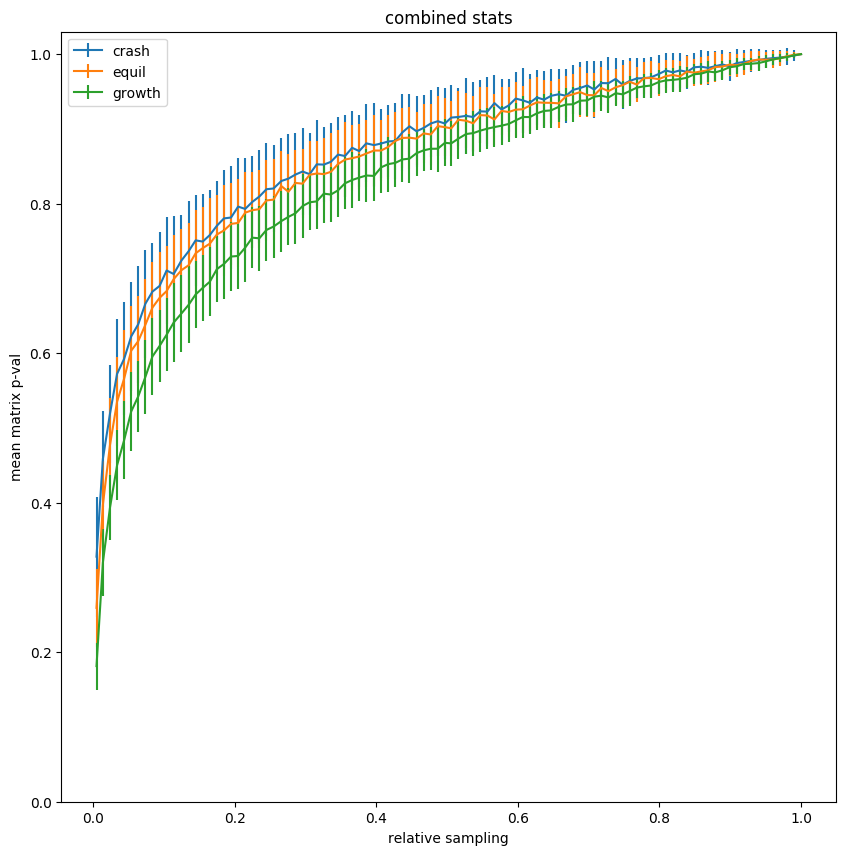 combined stats
crash
equil
growth
1.0
0.8
0.6
0.4
0.2
0.0
mean matrix p-val
0.0 0.2 0.4 0.6 0.8 1.0
relative sampling